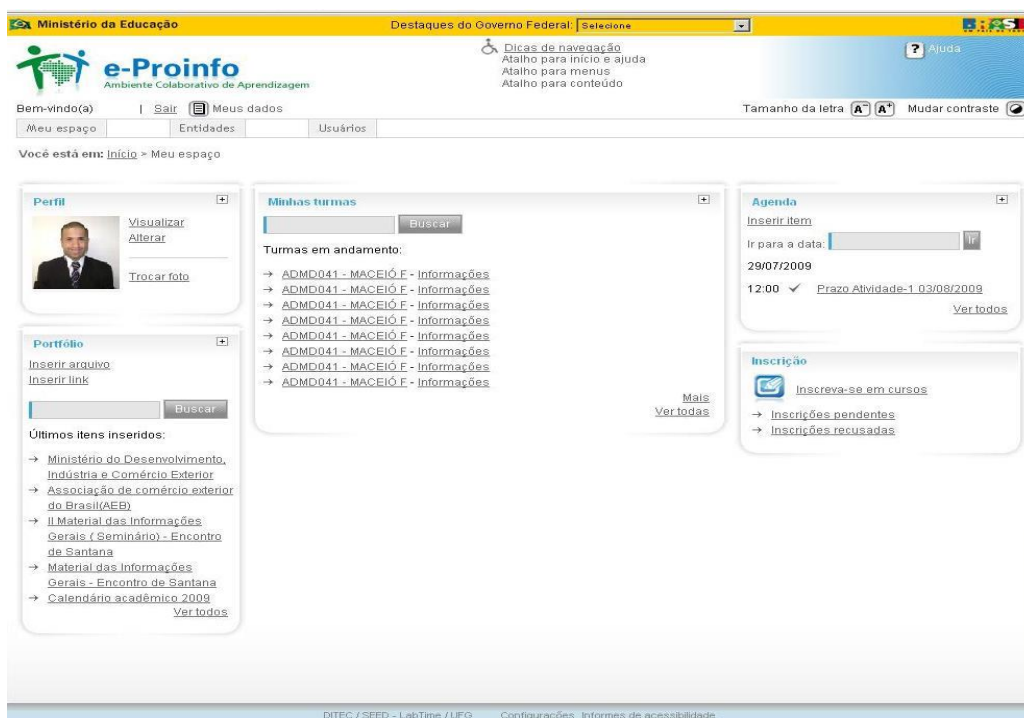 Ministério da Educação
Destaques do Governo Federal: Selecione
BRASIL
e-Proinfo
Ambiente Colaborativo de Aprendizagem
Dicas de navegação
Atalho para início e ajuda
Atalho para menus
Atalho para conteúdo
? Ajuda
Bem-vindo(a) | Sair Meus dados
Tamanho da letra A- A+ Mudar contraste
Meu espaço Entidades Usuários
Você está em: Início > Meu espaço
Perfil
Visualizar
Alterar
Trocar foto
Portfólio
Inserir arquivo
Inserir link
Buscar
Últimos itens inseridos:
→ Ministério do Desenvolvimento,
Indústria e Comércio Exterior
→ Associação de comércio exterior
do Brasil(AEB)
→ II Material das Informações
Gerais ( Seminário) - Encontro
de Santana
→ Material das Informações
Gerais - Encontro de Santana
→ Calendário acadêmico 2009
Ver todos
Minhas turmas
Buscar
Turmas em andamento:
→ ADMD041 - MACEIÓ F - Informações
→ ADMD041 - MACEIÓ F - Informações
→ ADMD041 - MACEIÓ F - Informações
→ ADMD041 - MACEIÓ F - Informações
→ ADMD041 - MACEIÓ F - Informações
→ ADMD041 - MACEIÓ F - Informações
→ ADMD041 - MACEIÓ F - Informações
→ ADMD041 - MACEIÓ F - Informações
Mais
Ver todas
Agenda
Inserir item
Ir para a data: Ir
29/07/2009
12:00 ✓ Prazo Atividade-1 03/08/2009
Ver todos
Inscrição
Inscreva-se em cursos
→ Inscrições pendentes
→ Inscrições recusadas
DITEC / SEED - LabTime / UFG Configurações Informes de acessibilidade